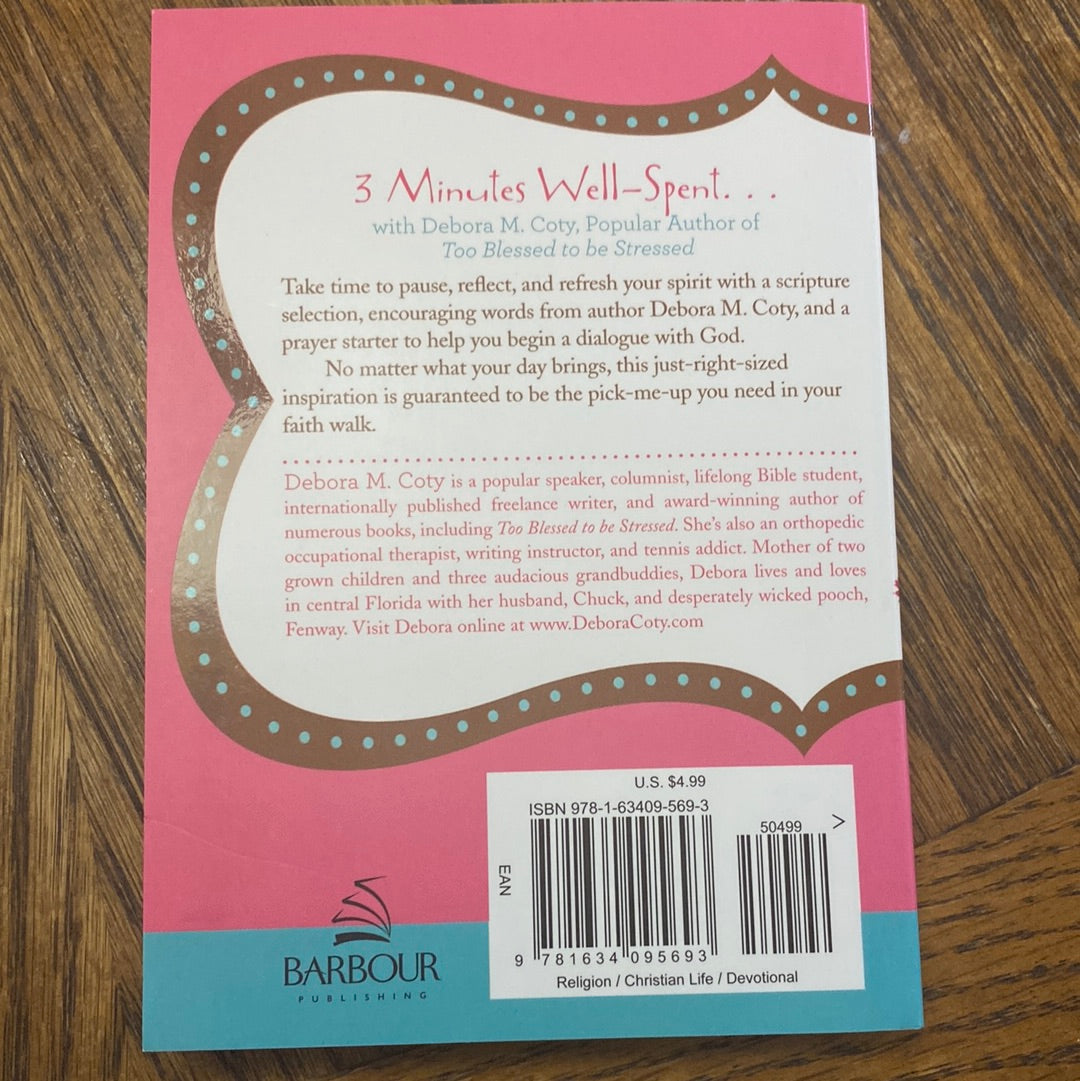 3 Minutes Well-Spent. . .
with Debora M. Coty, Popular Author of
Too Blessed to be Stressed
Take time to pause, reflect, and refresh your spirit with a scripture
selection, encouraging words from author Debora M. Coty, and a
prayer starter to help you begin a dialogue with God.
No matter what your day brings, this just-right-sized
inspiration is guaranteed to be the pick-me-up you need in your
faith walk.
Debora M. Coty is a popular speaker, columnist, lifelong Bible student,
internationally published freelance writer, and award-winning author of
numerous books, including Too Blessed to be Stressed. She's also an orthopedic
occupational therapist, writing instructor, and tennis addict. Mother of two
grown children and three audacious grandbuddies, Debora lives and loves
in central Florida with her husband, Chuck, and desperately wicked pooch,
Fenway. Visit Debora online at www.DeboraCoty.com
U.S. $4.99
ISBN 978-1-63409-569-3
50499 >
EAN
9 781634 095693
Religion / Christian Life / Devotional
BARBOUR
PUBLISHING